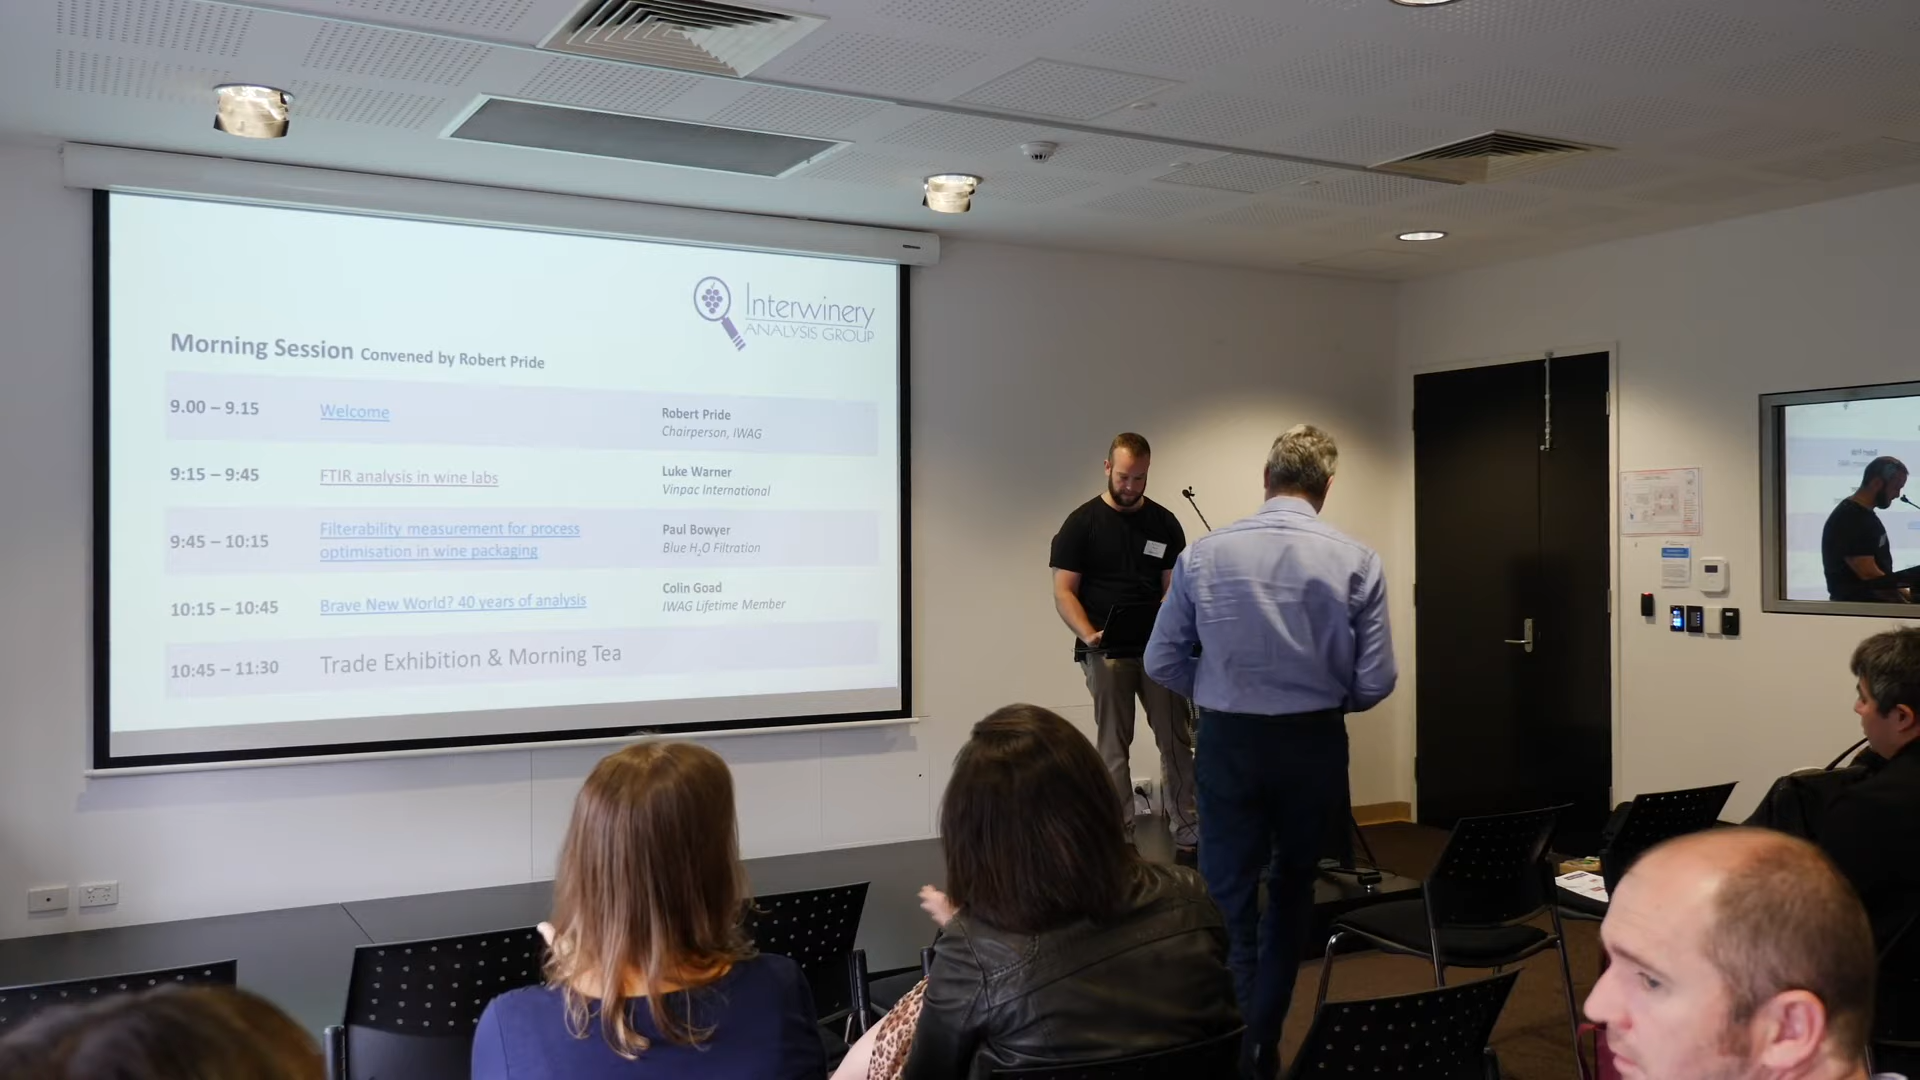 Interwinery
ANALYSIS GROUP
Morning Session Convened by Robert Pride
9.00 – 9.15 Welcome Robert Pride
Chairperson, IWAG
9:15 – 9:45 FTIR analysis in wine labs Luke Warner
Vinpac International
9:45 – 10:15 Filterability measurement for process optimisation in wine packaging Paul Bowyer
Blue H₂O Filtration
10:15 – 10:45 Brave New World? 40 years of analysis Colin Goad
IWAG Lifetime Member
10:45 – 11:30 Trade Exhibition & Morning Tea